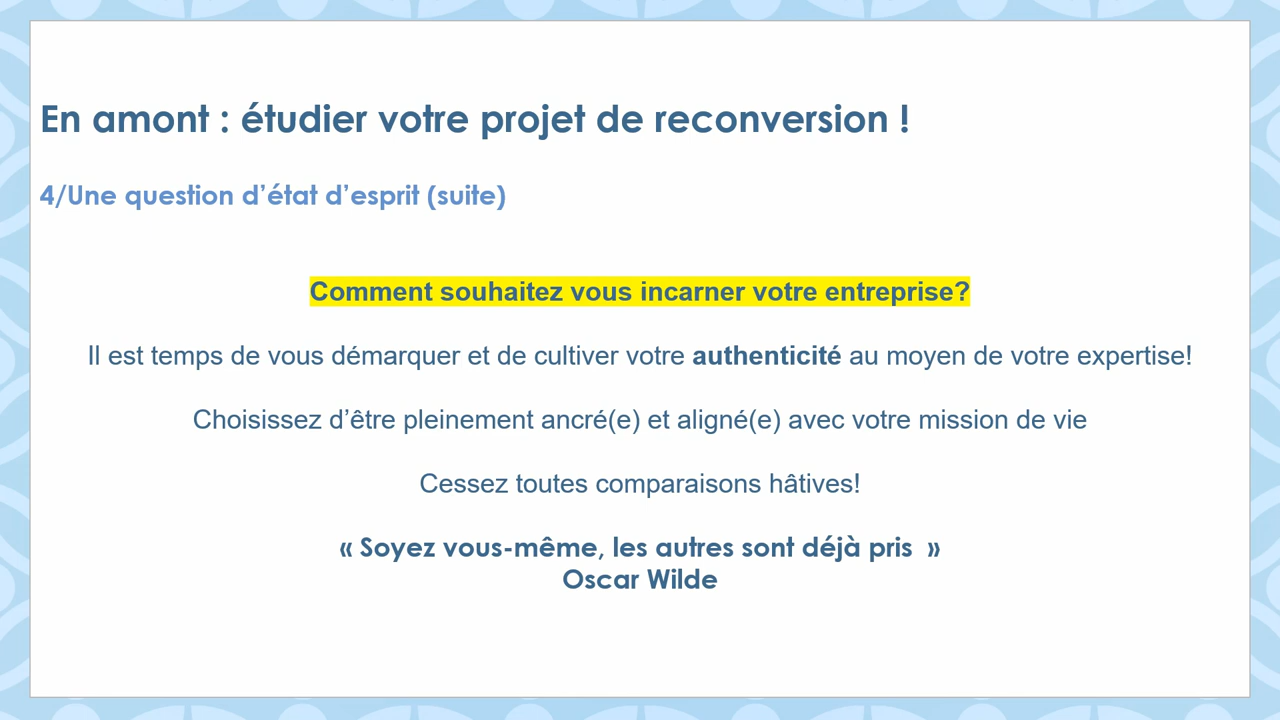 En amont : étudier votre projet de reconversion !
4/Une question d’état d’esprit (suite)
Comment souhaitez vous incarner votre entreprise?
Il est temps de vous démarquer et de cultiver votre authenticité au moyen de votre expertise!
Choisissez d’être pleinement ancré(e) et aligné(e) avec votre mission de vie
Cessez toutes comparaisons hâtives!
« Soyez vous-même, les autres sont déjà pris  »
Oscar Wilde